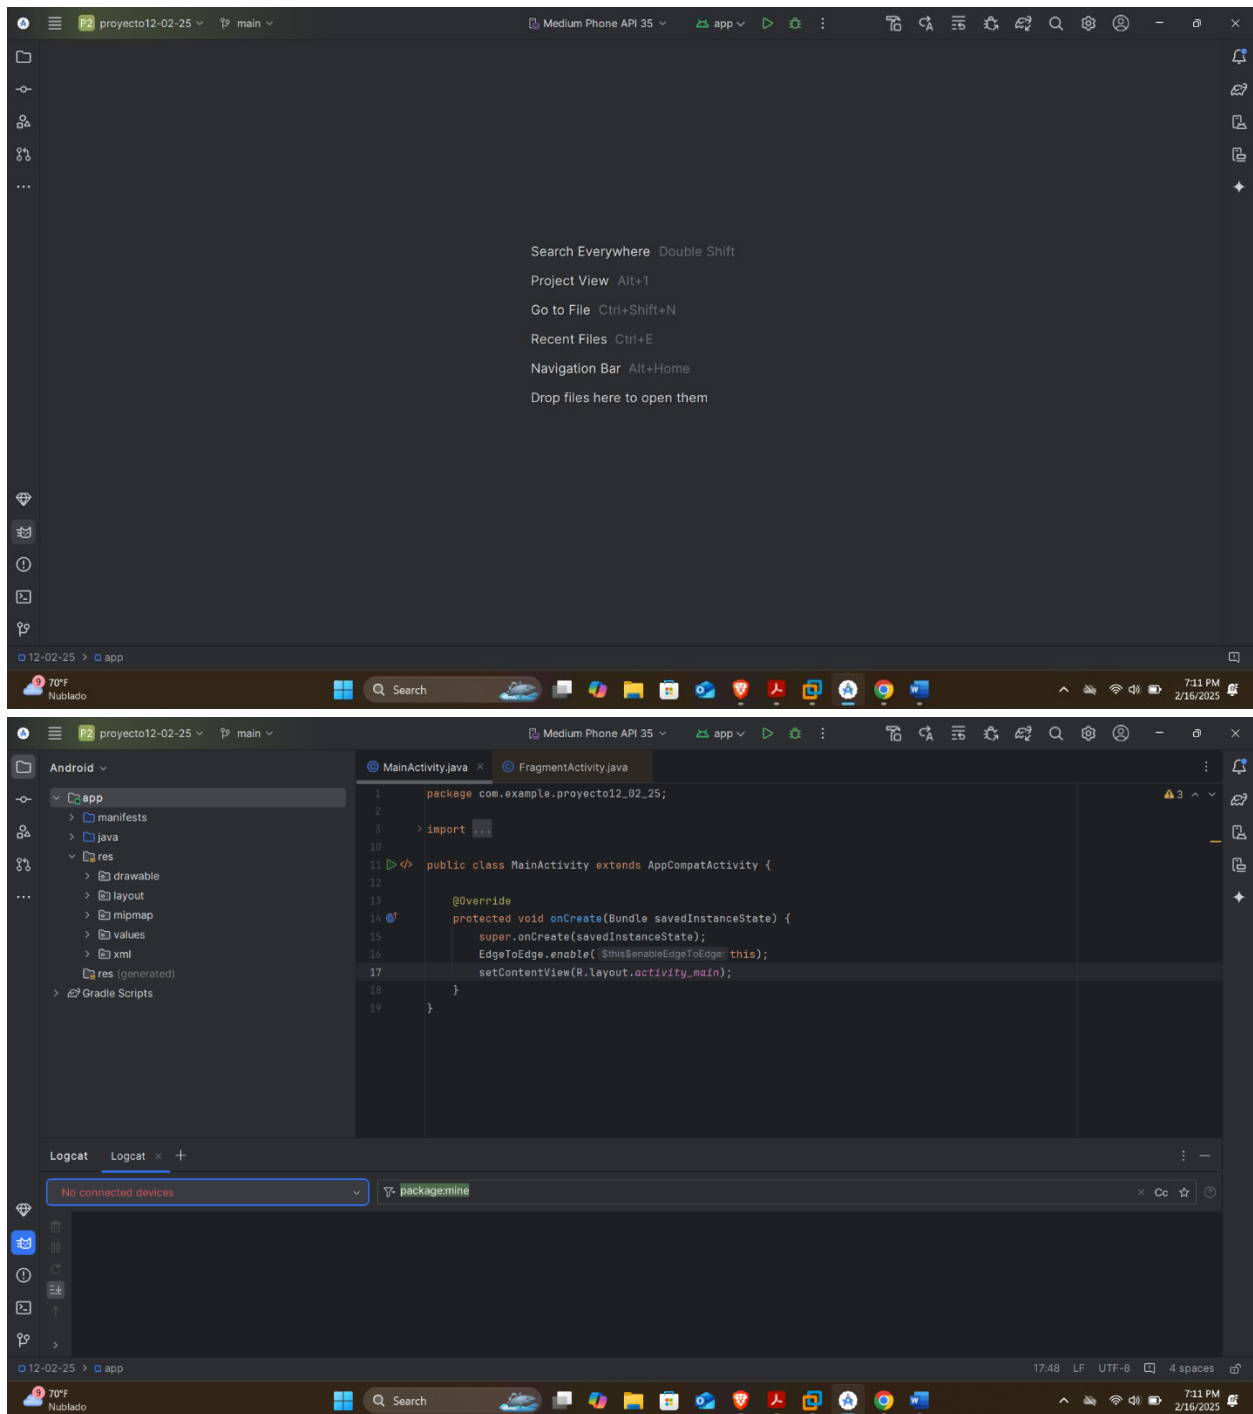 P2 proyecto12-02-25 main Medium Phone API 35 app
Search Everywhere Double Shift
Project View Alt+1
Go to File Ctrl+Shift+N
Recent Files Ctrl+E
Navigation Bar Alt+Home
Drop files here to open them
12-02-25 > app
9 70°F
Nublado
Search
7:11 PM
2/16/2025
P2 proyecto12-02-25 main Medium Phone API 35 app
Android
MainActivity.java FragmentActivity.java
app
manifests
java
res
drawable
layout
mipmap
values
xml
res (generated)
Gradle Scripts
1 package com.example.proyecto12_02_25;
2
3 import ...
10
11 public class MainActivity extends AppCompatActivity {
12
13 @Override
14 protected void onCreate(Bundle savedInstanceState) {
15 super.onCreate(savedInstanceState);
16 EdgeToEdge.enable( $this$enableEdgeToEdge: this);
17 setContentView(R.layout.activity_main);
18 }
19 }
3
Logcat Logcat
No connected devices
package:mine
Cc
12-02-25 > app
17:48 LF UTF-8 4 spaces
9 70°F
Nublado
Search
7:11 PM
2/16/2025